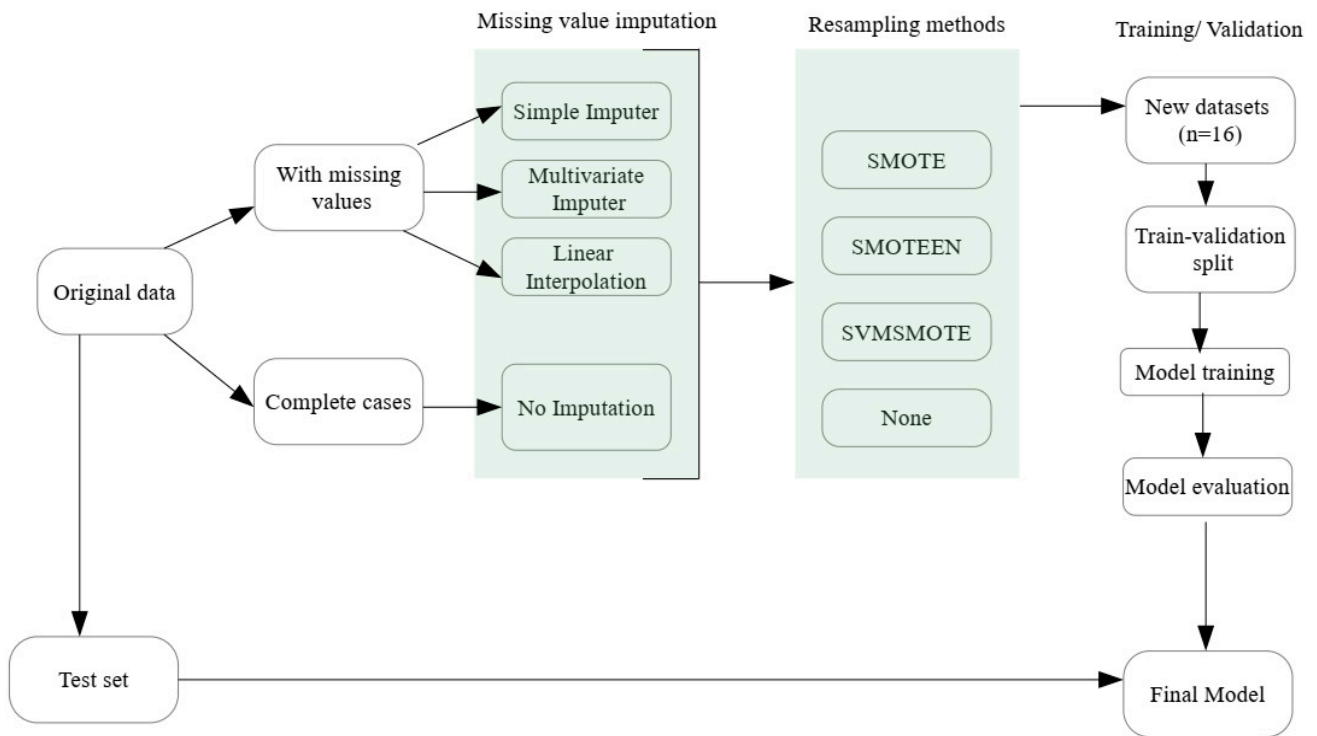 Missing value imputation
Resampling methods
Training/ Validation
Simple Imputer
New datasets
(n=16)
With missing
values
Multivariate
Imputer
SMOTE
Linear
Interpolation
SMOTEEN
Train-validation
split
Original data
SVMSMOTE
Model training
Complete cases
No Imputation
None
Model evaluation
Test set
Final Model